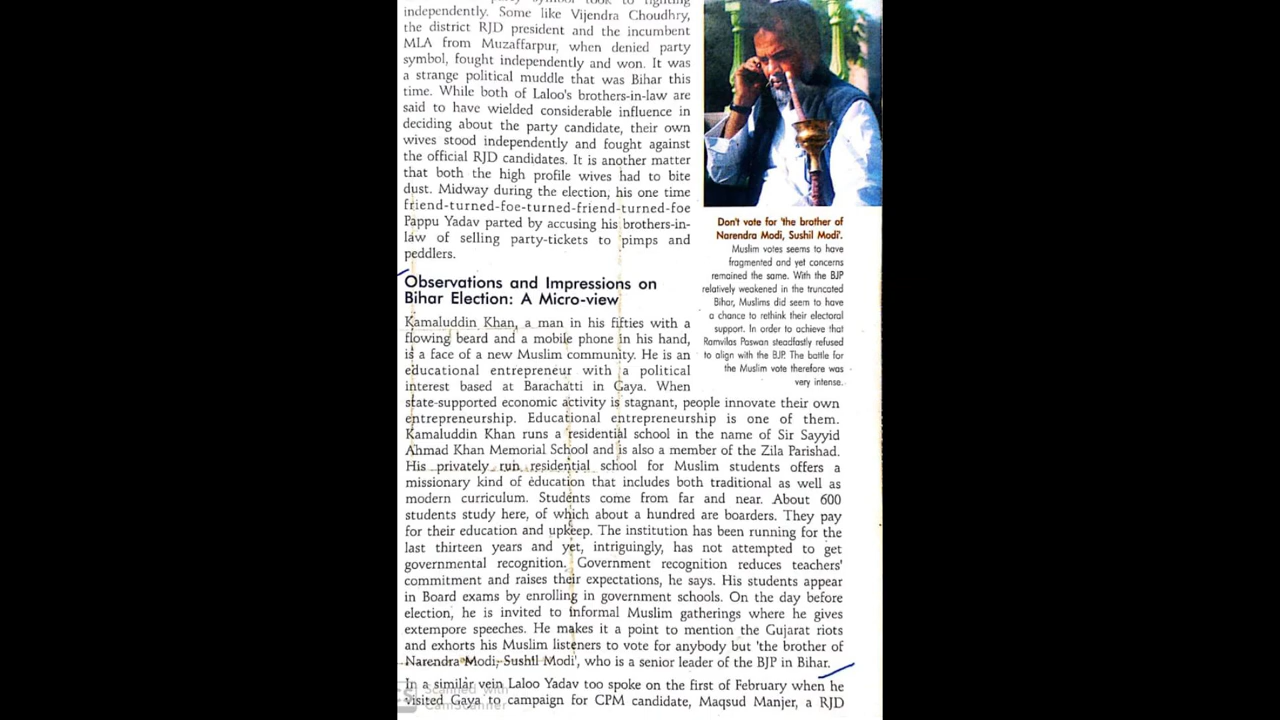 party symbol took to fighting
independently. Some like Vijendra Choudhry,
the district RJD president and the incumbent
MLA from Muzaffarpur, when denied party
symbol, fought independently and won. It was
a strange political muddle that was Bihar this
time. While both of Laloo's brothers-in-law are
said to have wielded considerable influence in
deciding about the party candidate, their own
wives stood independently and fought against
the official RJD candidates. It is another matter
that both the high profile wives had to bite
dust. Midway during the election, his one time
friend-turned-foe-turned-friend-turned-foe
Pappu Yadav parted by accusing his brothers-in-
law of selling party-tickets to pimps and
peddlers.
Don't vote for 'the brother of
Narendra Modi, Sushil Modi'.
Muslim votes seems to have
fragmented and yet concerns
remained the same. With the BJP
relatively weakened in the truncated
Bihar, Muslims did seem to have
a chance to rethink their electoral
support. In order to achieve that
Ramvilas Paswan steadfastly refused
to align with the BJP. The battle for
the Muslim vote therefore was
very intense.
Observations and Impressions on
Bihar Election: A Micro-view
Kamaluddin Khan, a man in his fifties with a
flowing beard and a mobile phone in his hand,
is a face of a new Muslim community. He is an
educational entrepreneur with a political
interest based at Barachatti in Gaya. When
state-supported economic activity is stagnant, people innovate their own
entrepreneurship. Educational entrepreneurship is one of them.
Kamaluddin Khan runs a residential school in the name of Sir Sayyid
Ahmad Khan Memorial School and is also a member of the Zila Parishad.
His privately run residential school for Muslim students offers a
missionary kind of education that includes both traditional as well as
modern curriculum. Students come from far and near. About 600
students study here, of which about a hundred are boarders. They pay
for their education and upkeep. The institution has been running for the
last thirteen years and yet, intriguingly, has not attempted to get
governmental recognition. Government recognition reduces teachers'
commitment and raises their expectations, he says. His students appear
in Board exams by enrolling in government schools. On the day before
election, he is invited to informal Muslim gatherings where he gives
extempore speeches. He makes it a point to mention the Gujarat riots
and exhorts his Muslim listeners to vote for anybody but 'the brother of
Narendra Modi, Sushil Modi', who is a senior leader of the BJP in Bihar.
In a similar vein Laloo Yadav too spoke on the first of February when he
visited Gaya to campaign for CPM candidate, Maqsud Manjer, a RJD
CS Scanned with
CamScanner